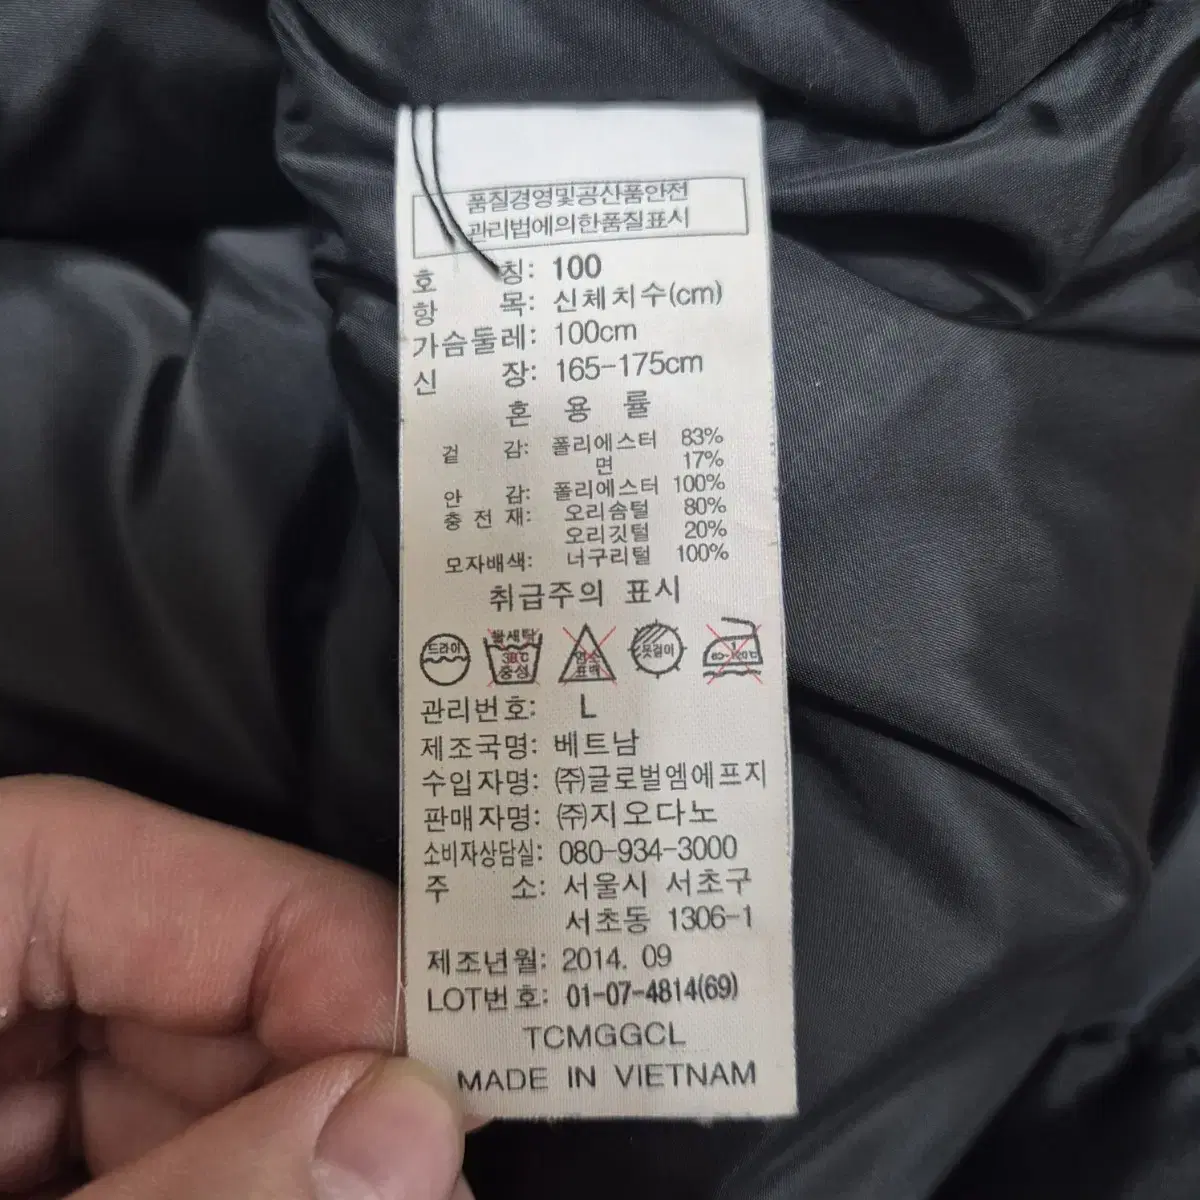 품질경영및공산품안전
관리법에의한품질표시
호 칭: 100
항 목: 신체치수(cm)
가슴둘레: 100cm
신 장: 165-175cm
혼 용 률
겉 감: 폴리에스터 83%
면 17%
안 감: 폴리에스터 100%
충 전 재: 오리솜털 80%
오리깃털 20%
모자배색: 너구리털 100%
취급주의 표시
드라이 물세탁 30℃ 중성 염소 표백 옷걸이 1 80-120℃
관리번호: L
제조국명: 베트남
수입자명: ㈜글로벌엠에프지
판매자명: ㈜지오다노
소비자상담실: 080-934-3000
주 소: 서울시 서초구
서초동 1306-1
제조년월: 2014. 09
LOT번호: 01-07-4814(69)
TCMGGCL
MADE IN VIETNAM